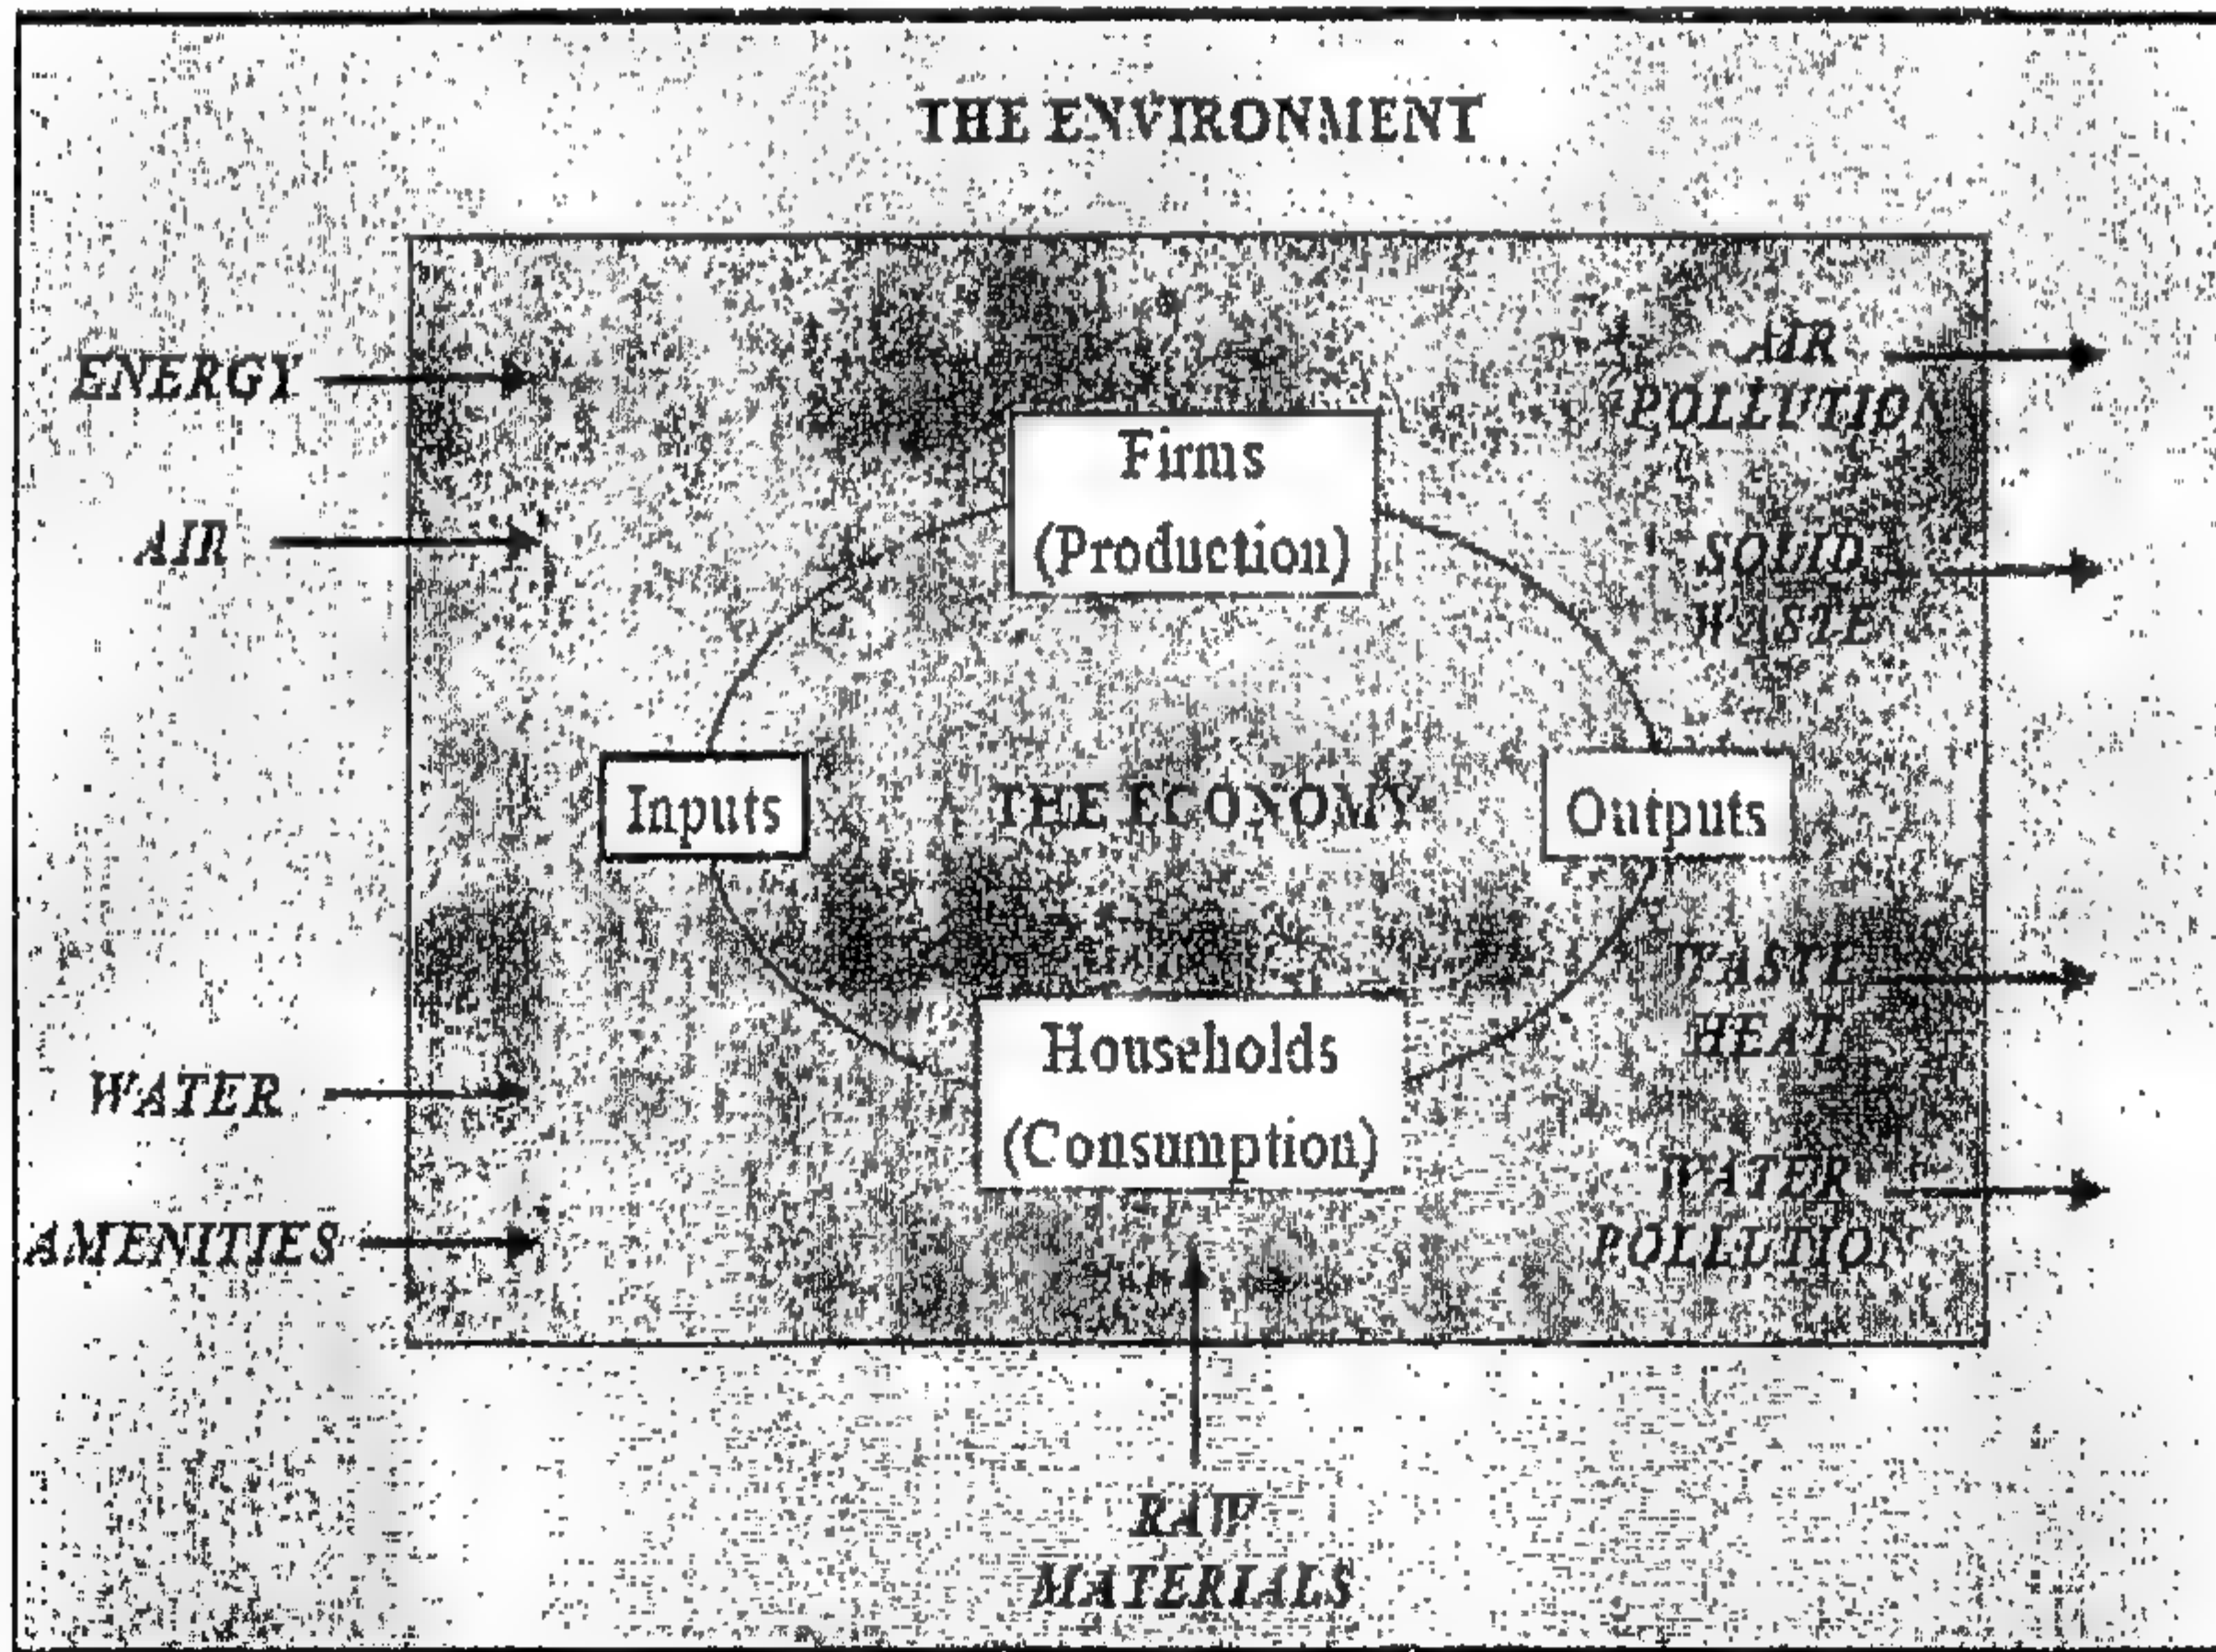 THE ENVIRONMENT
ENERGY
AIR
POLLUTION
Firms
(Production)
AIR
SOLID
WASTE
Inputs
THE ECONOMY
Outputs
WASTE
HEAT
Households
(Consumption)
WATER
WATER
POLLUTION
AMENITIES
RAW
MATERIALS